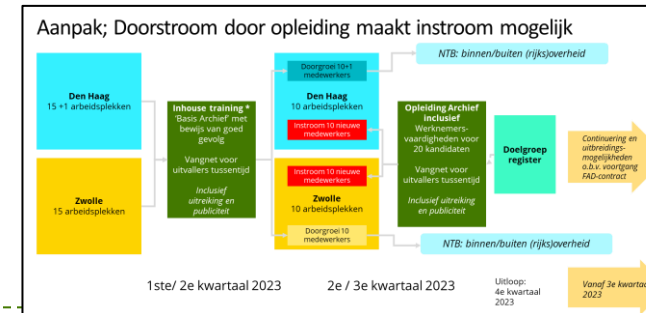 Aanpak; Doorstroom door opleiding maakt instroom mogelijk
Den Haag
15 +1 arbeidsplekken
Zwolle
15 arbeidsplekken
Inhouse training *
'Basis Archief' met
bewijs van goed
gevolg
Vangnet voor
uitvallers tussentijd
Inclusief
uitreiking en
publiciteit
Doorgroei 10+1
medewerkers
Den Haag
10 arbeidsplekken
Instroom 10 nieuwe
medewerkers
Instroom 10 nieuwe
medewerkers
Zwolle
10 arbeidsplekken
Doorgroei 10
medewerkers
NTB: binnen/buiten (rijks)overheid
Opleiding Archief
inclusief
Werknemers-
vaardigheden voor
20 kandidaten
Vangnet voor
uitvallers tussentijd
Inclusief uitreiking
en publiciteit
NTB: binnen/buiten (rijks)overheid
Doelgroep
register
Continuering en
uitbreidings-
mogelijkheden
o.b.v. voortgang
FAD-contract
1ste/ 2e kwartaal 2023
2e / 3e kwartaal 2023
Uitloop:
4e kwartaal
2023
Vanaf 3e kwarta
2023